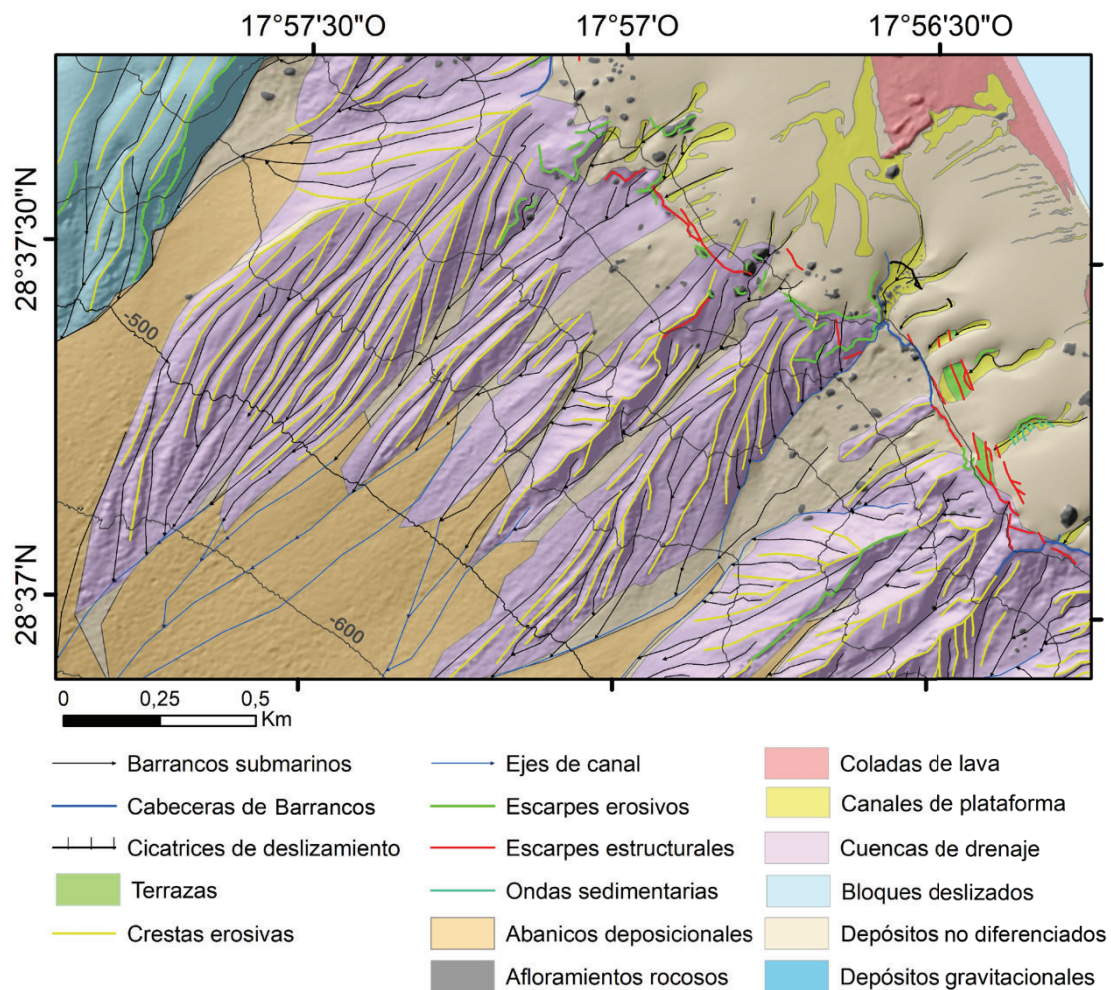 17°57'30"O
17°57'O
17°56'30"O
28°37'30"N
-500
28°37'N
-600
0
0,25
0,5
Km
Barrancos submarinos
Ejes de canal
Coladas de lava
Cabeceras de Barrancos
Escarpes erosivos
Canales de plataforma
Cicatrices de deslizamiento
Escarpes estructurales
Cuencas de drenaje
Terrazas
Ondas sedimentarias
Bloques deslizados
Crestas erosivas
Abanicos deposicionales
Depósitos no diferenciados
Afloramientos rocosos
Depósitos gravitacionales